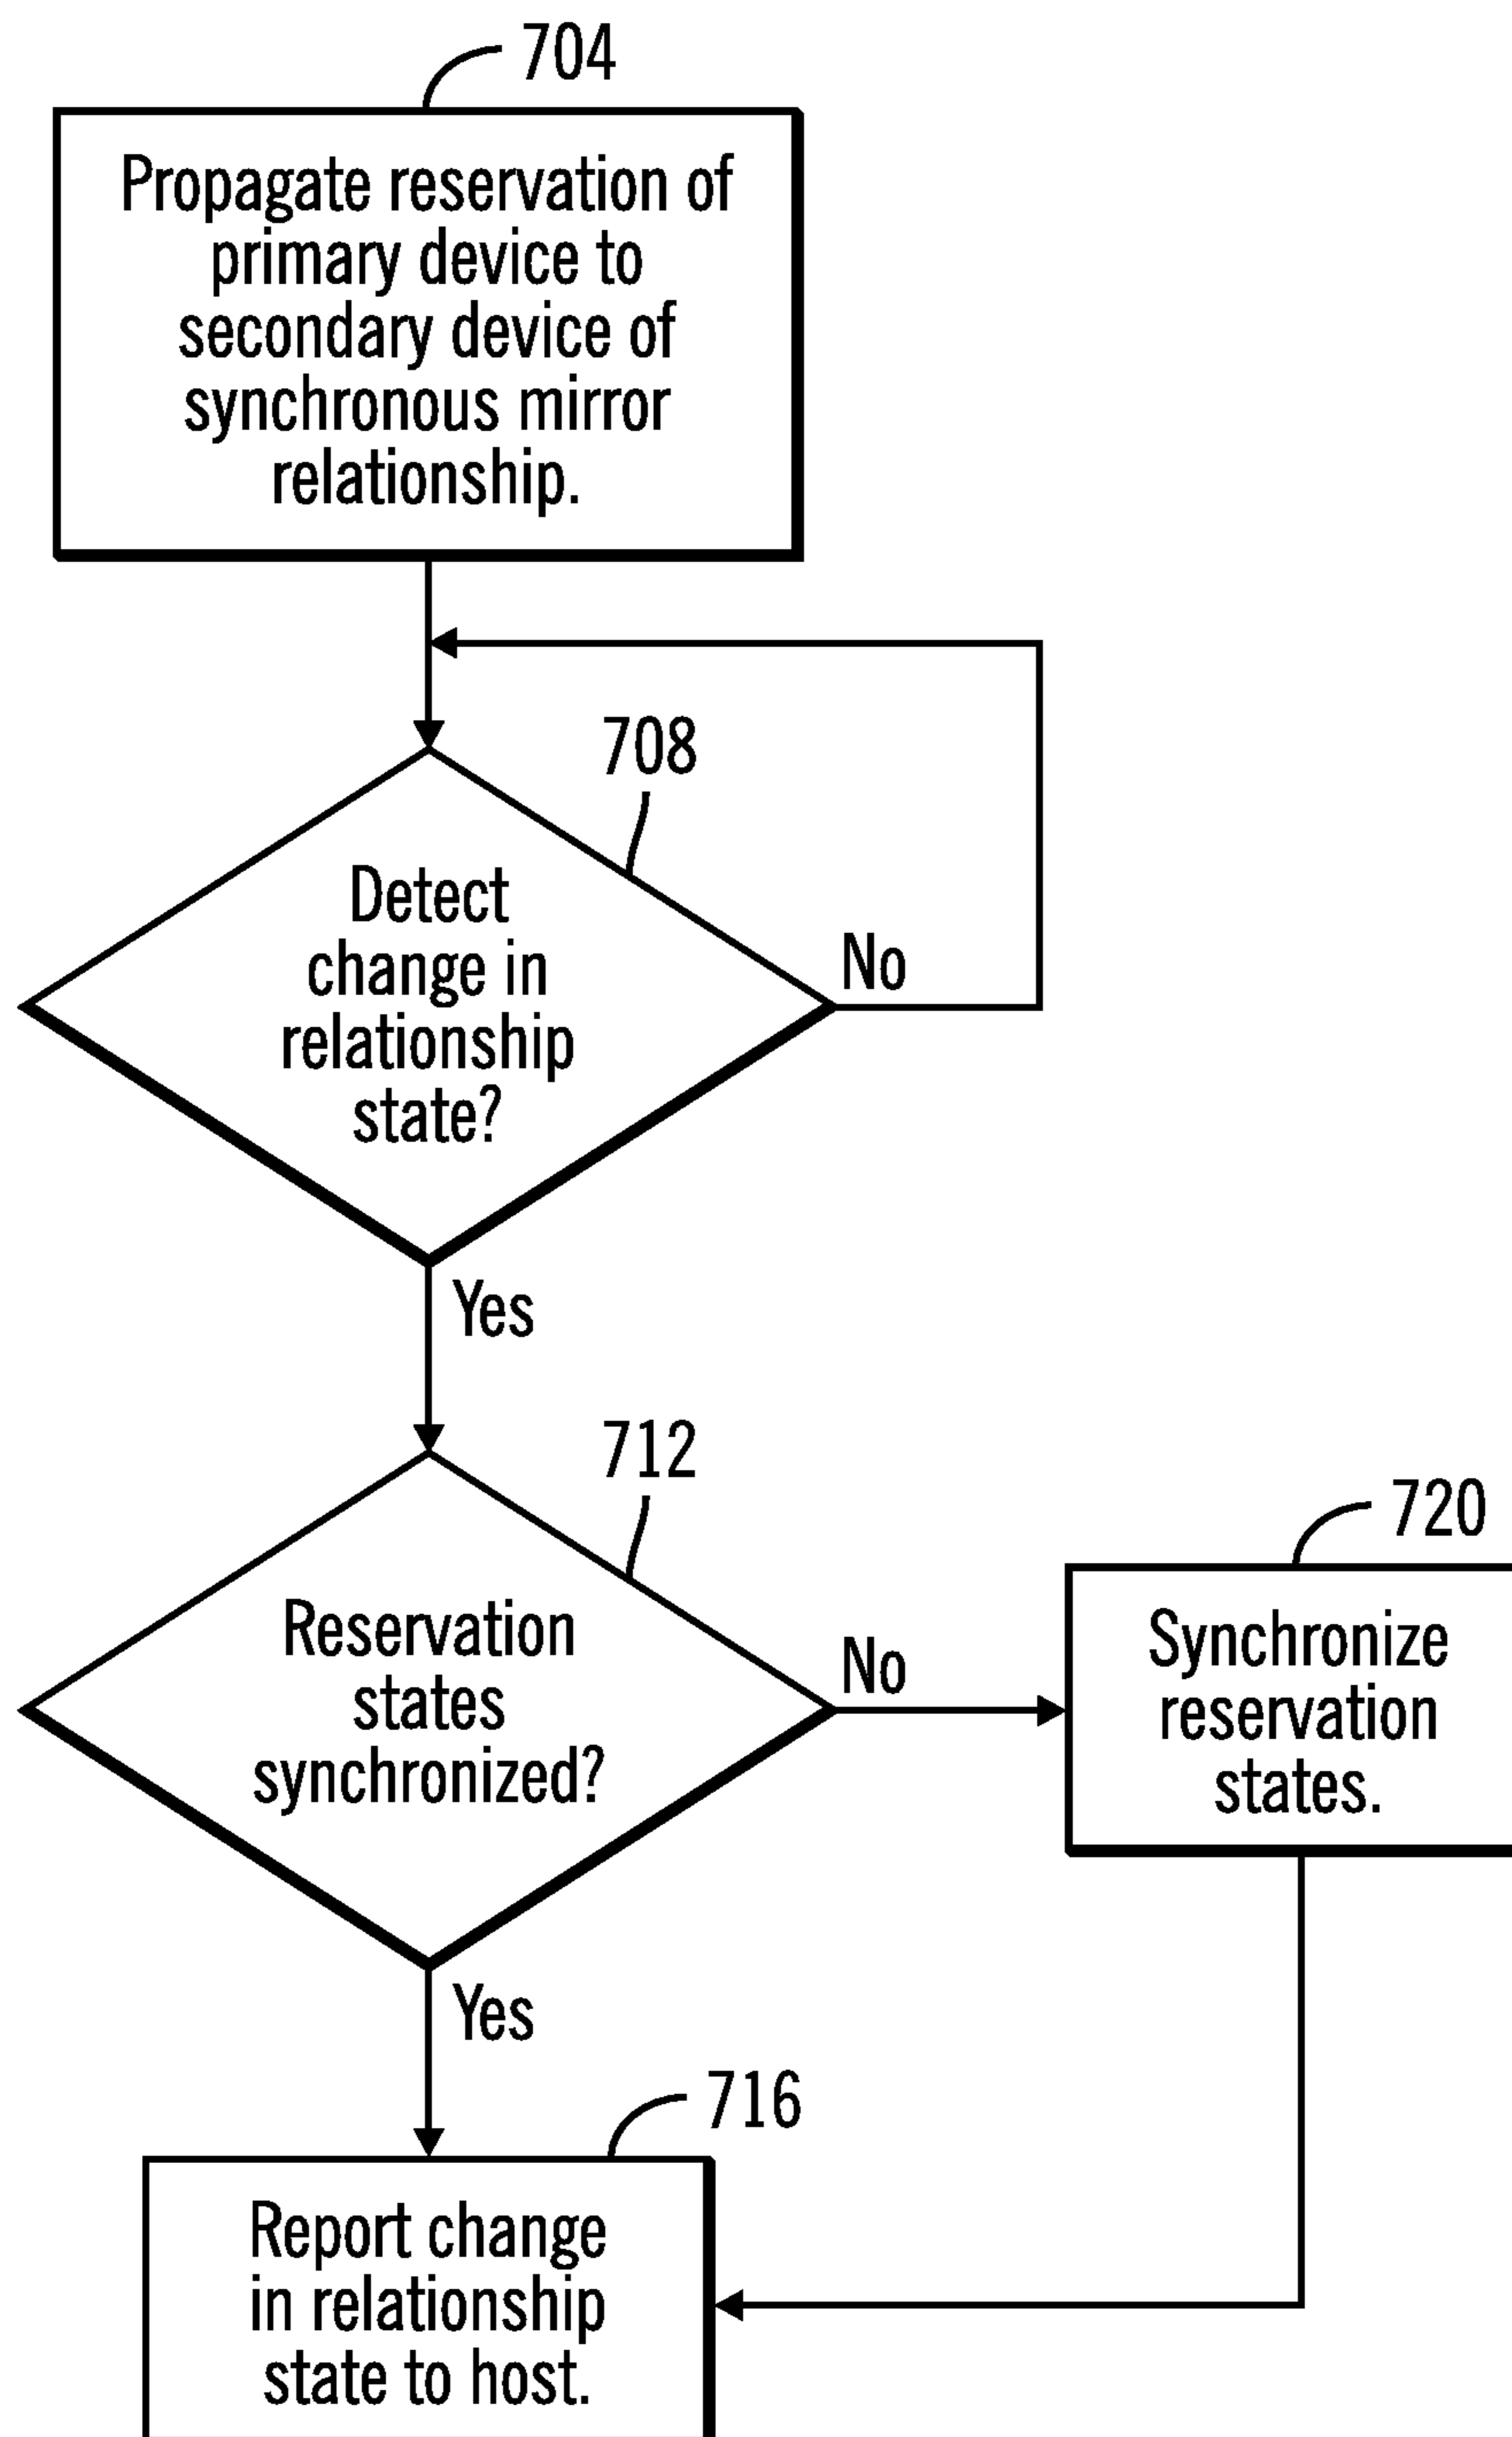 704
Propagate reservation of
primary device to
secondary device of
synchronous mirror
relationship.
708
Detect
change in
relationship
state?
No
Yes
712
Reservation
states
synchronized?
No
720
Synchronize
reservation
states.
Yes
716
Report change
in relationship
state to host.